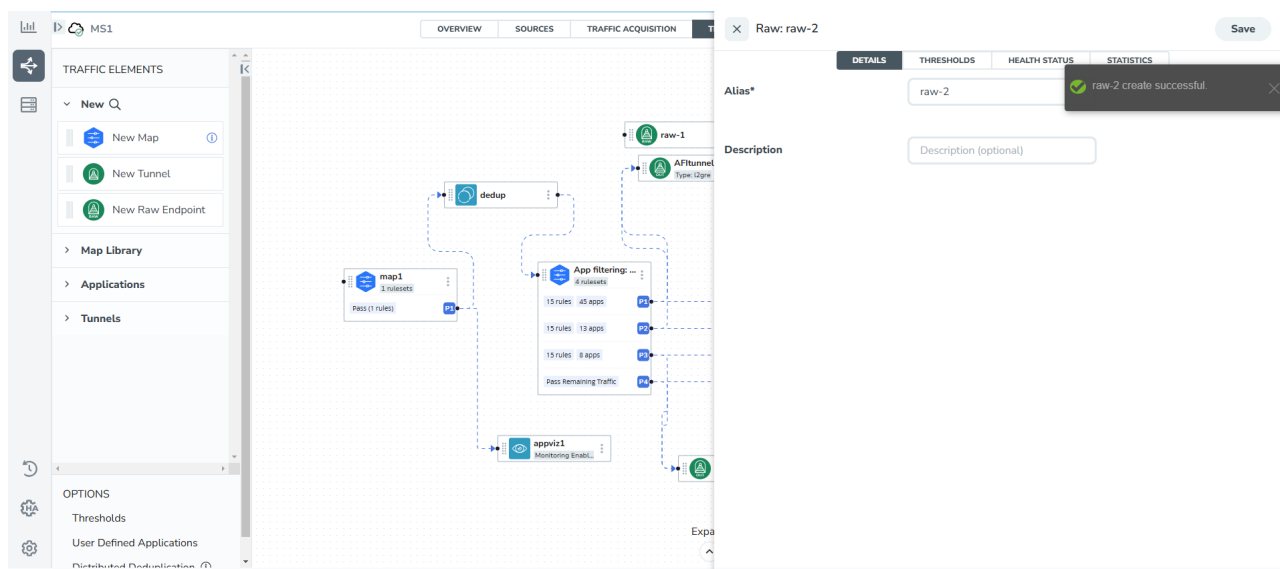 MS1
OVERVIEW
SOURCES
TRAFFIC ACQUISITION
Raw: raw-2
Save
TRAFFIC ELEMENTS
New
New Map
New Tunnel
New Raw Endpoint
Map Library
Applications
Tunnels
OPTIONS
Thresholds
User Defined Applications
Distributed Deduplication
HA
raw-1
AFItunnel
Type: l2gre
dedup
map1
1 rulesets
Pass (1 rules)
P1
App filtering: ...
4 rulesets
15 rules 45 apps P1
15 rules 13 apps P2
15 rules 8 apps P3
Pass Remaining Traffic P4
appviz1
Monitoring Enabl...
Expa
DETAILS
THRESHOLDS
HEALTH STATUS
STATISTICS
raw-2 create successful.
Alias*
raw-2
Description
Description (optional)